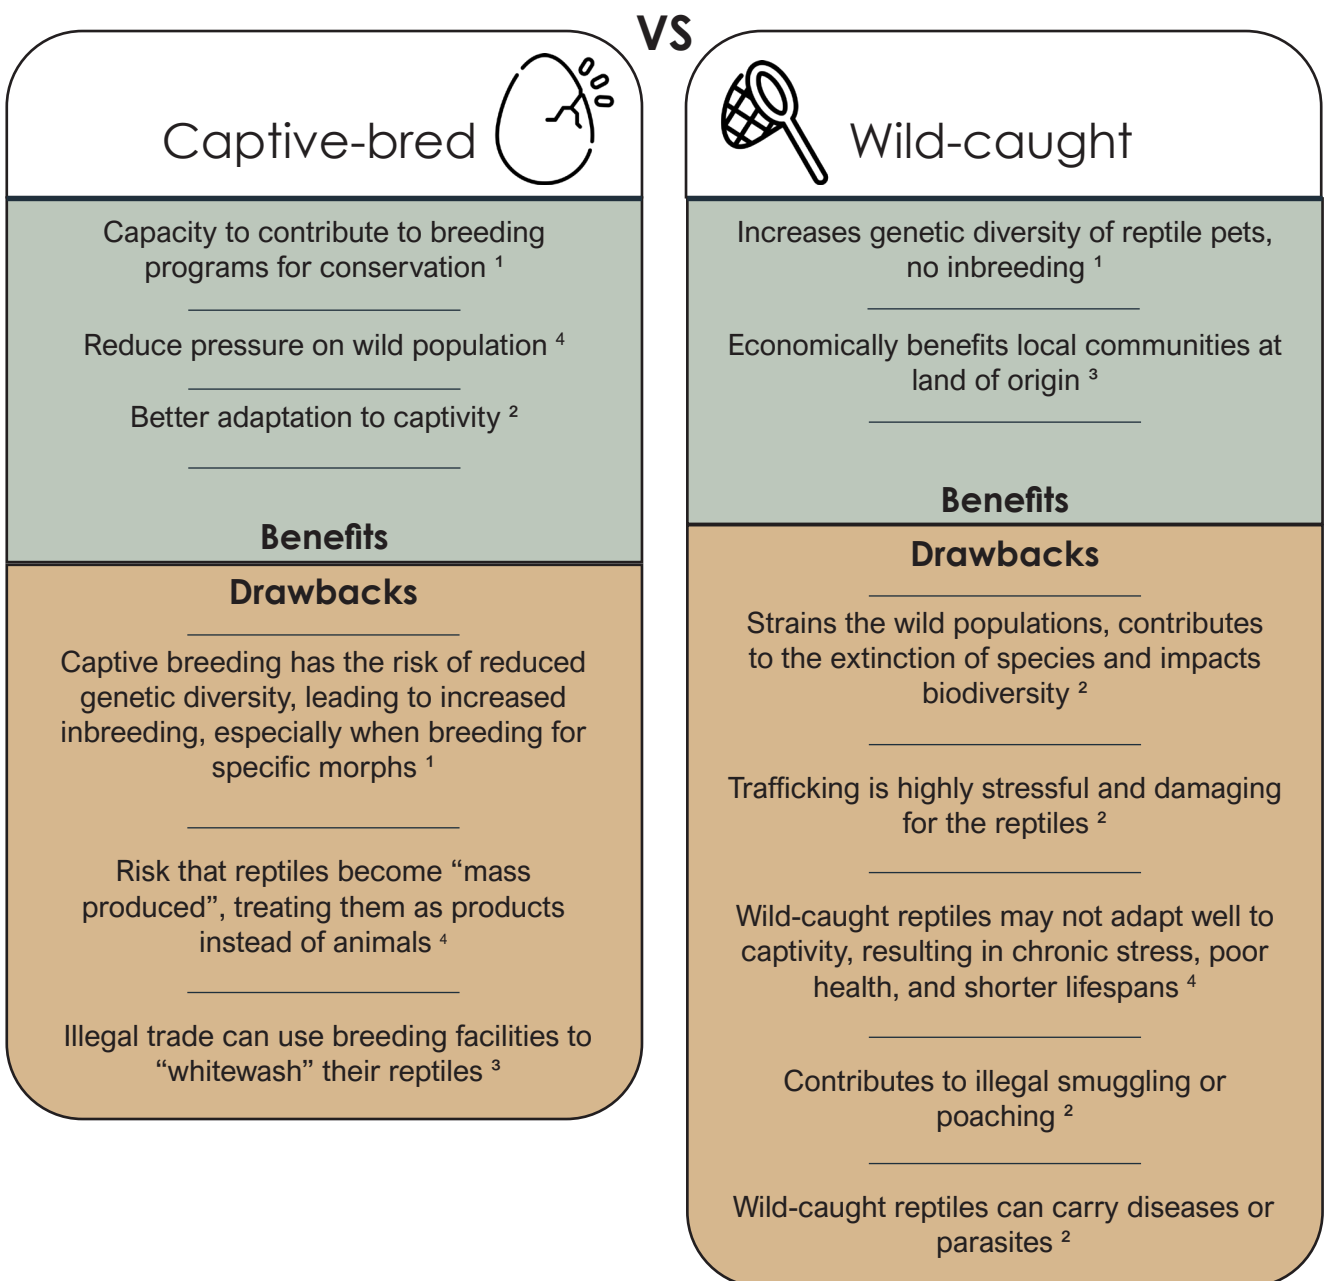 VS
Captive-bred
Capacity to contribute to breeding
programs for conservation ¹
Reduce pressure on wild population ⁴
Better adaptation to captivity ²
Benefits
Drawbacks
Captive breeding has the risk of reduced
genetic diversity, leading to increased
inbreeding, especially when breeding for
specific morphs ¹
Risk that reptiles become “mass
produced”, treating them as products
instead of animals ⁴
Illegal trade can use breeding facilities to
“whitewash” their reptiles ³
Wild-caught
Increases genetic diversity of reptile pets,
no inbreeding ¹
Economically benefits local communities at
land of origin ³
Benefits
Drawbacks
Strains the wild populations, contributes
to the extinction of species and impacts
biodiversity ²
Trafficking is highly stressful and damaging
for the reptiles ²
Wild-caught reptiles may not adapt well to
captivity, resulting in chronic stress, poor
health, and shorter lifespans ⁴
Contributes to illegal smuggling or
poaching ²
Wild-caught reptiles can carry diseases or
parasites ²